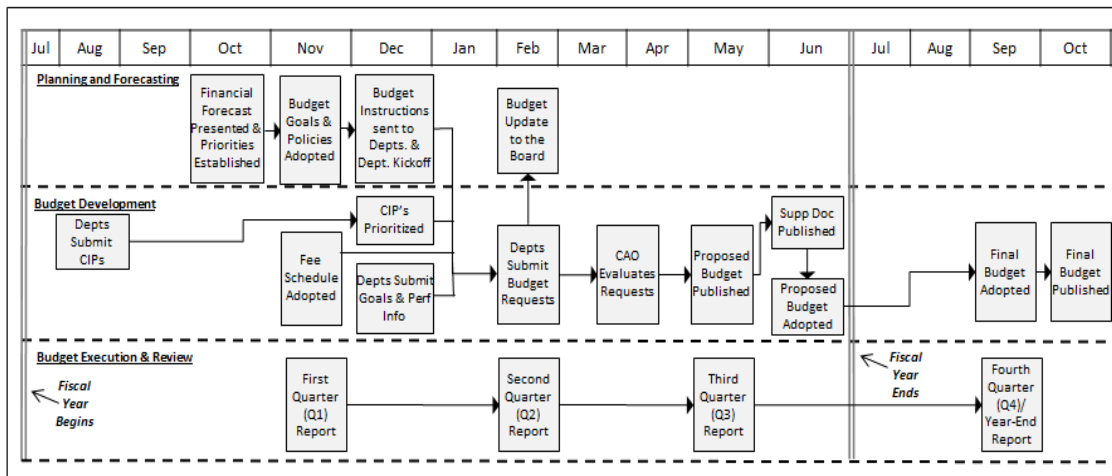 Jul Aug Sep Oct Nov Dec Jan Feb Mar Apr May Jun Jul Aug Sep Oct
Planning and Forecasting
Financial
Forecast
Presented &
Priorities
Established
Budget
Goals &
Policies
Adopted
Budget
Instructions
sent to
Depts. &
Dept. Kickoff
Budget
Update
to the
Board
Budget Development
Depts
Submit
CIPs
CIP's
Prioritized
Fee
Schedule
Adopted
Depts Submit
Goals & Perf
Info
Depts
Submit
Budget
Requests
CAO
Evaluates
Requests
Proposed
Budget
Published
Supp Doc
Published
Proposed
Budget
Adopted
Final
Budget
Adopted
Final
Budget
Published
Budget Execution & Review
Fiscal
Year
Begins
First
Quarter
(Q1)
Report
Second
Quarter
(Q2)
Report
Third
Quarter
(Q3)
Report
Fiscal
Year
Ends
Fourth
Quarter
(Q4)/
Year-End
Report